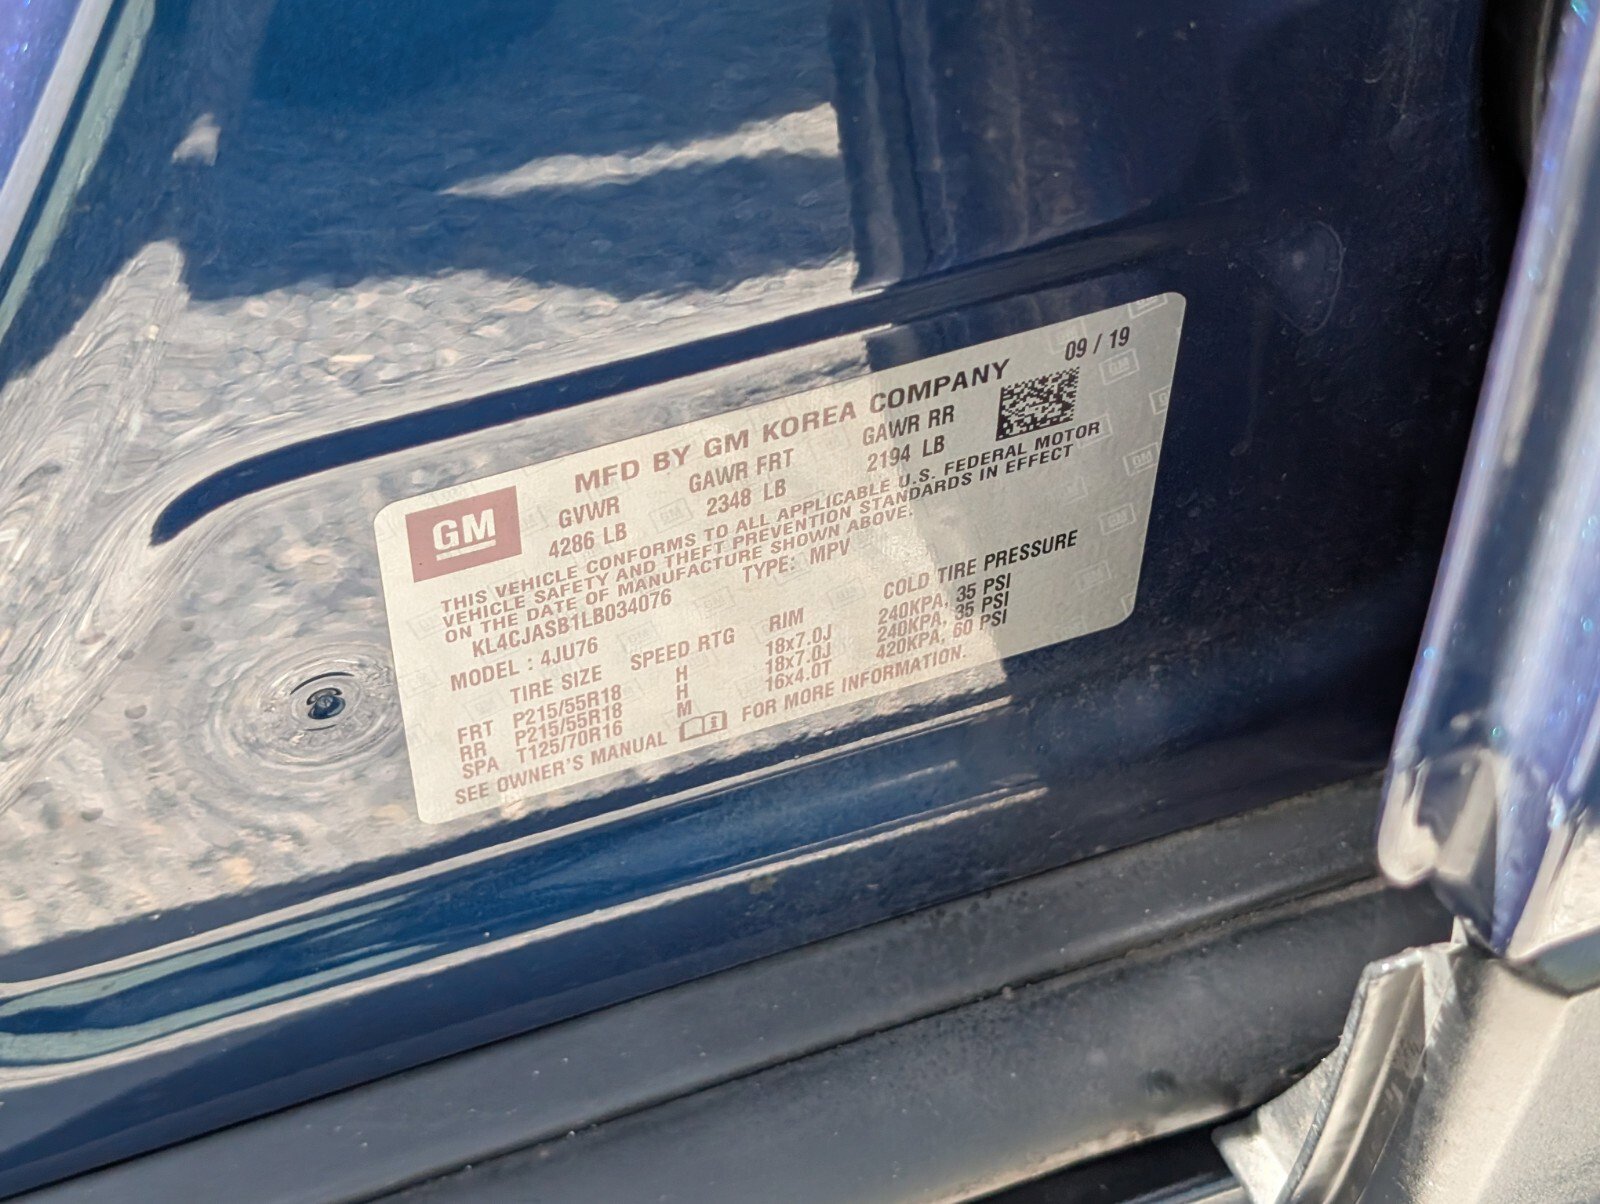 MFD BY GM KOREA COMPANY 09 / 19
GM
GVWR GAWR FRT GAWR RR
4286 LB 2348 LB 2194 LB
THIS VEHICLE CONFORMS TO ALL APPLICABLE U.S. FEDERAL MOTOR
VEHICLE SAFETY AND THEFT PREVENTION STANDARDS IN EFFECT
ON THE DATE OF MANUFACTURE SHOWN ABOVE.
KL4CJASB1LB034076 TYPE: MPV
MODEL : 4JU76
TIRE SIZE SPEED RTG RIM COLD TIRE PRESSURE
FRT P215/55R18 H 18x7.0J 240KPA, 35 PSI
RR P215/55R18 H 18x7.0J 240KPA, 35 PSI
SPA T125/70R16 M 16x4.0T 420KPA, 60 PSI
SEE OWNER'S MANUAL FOR MORE INFORMATION.